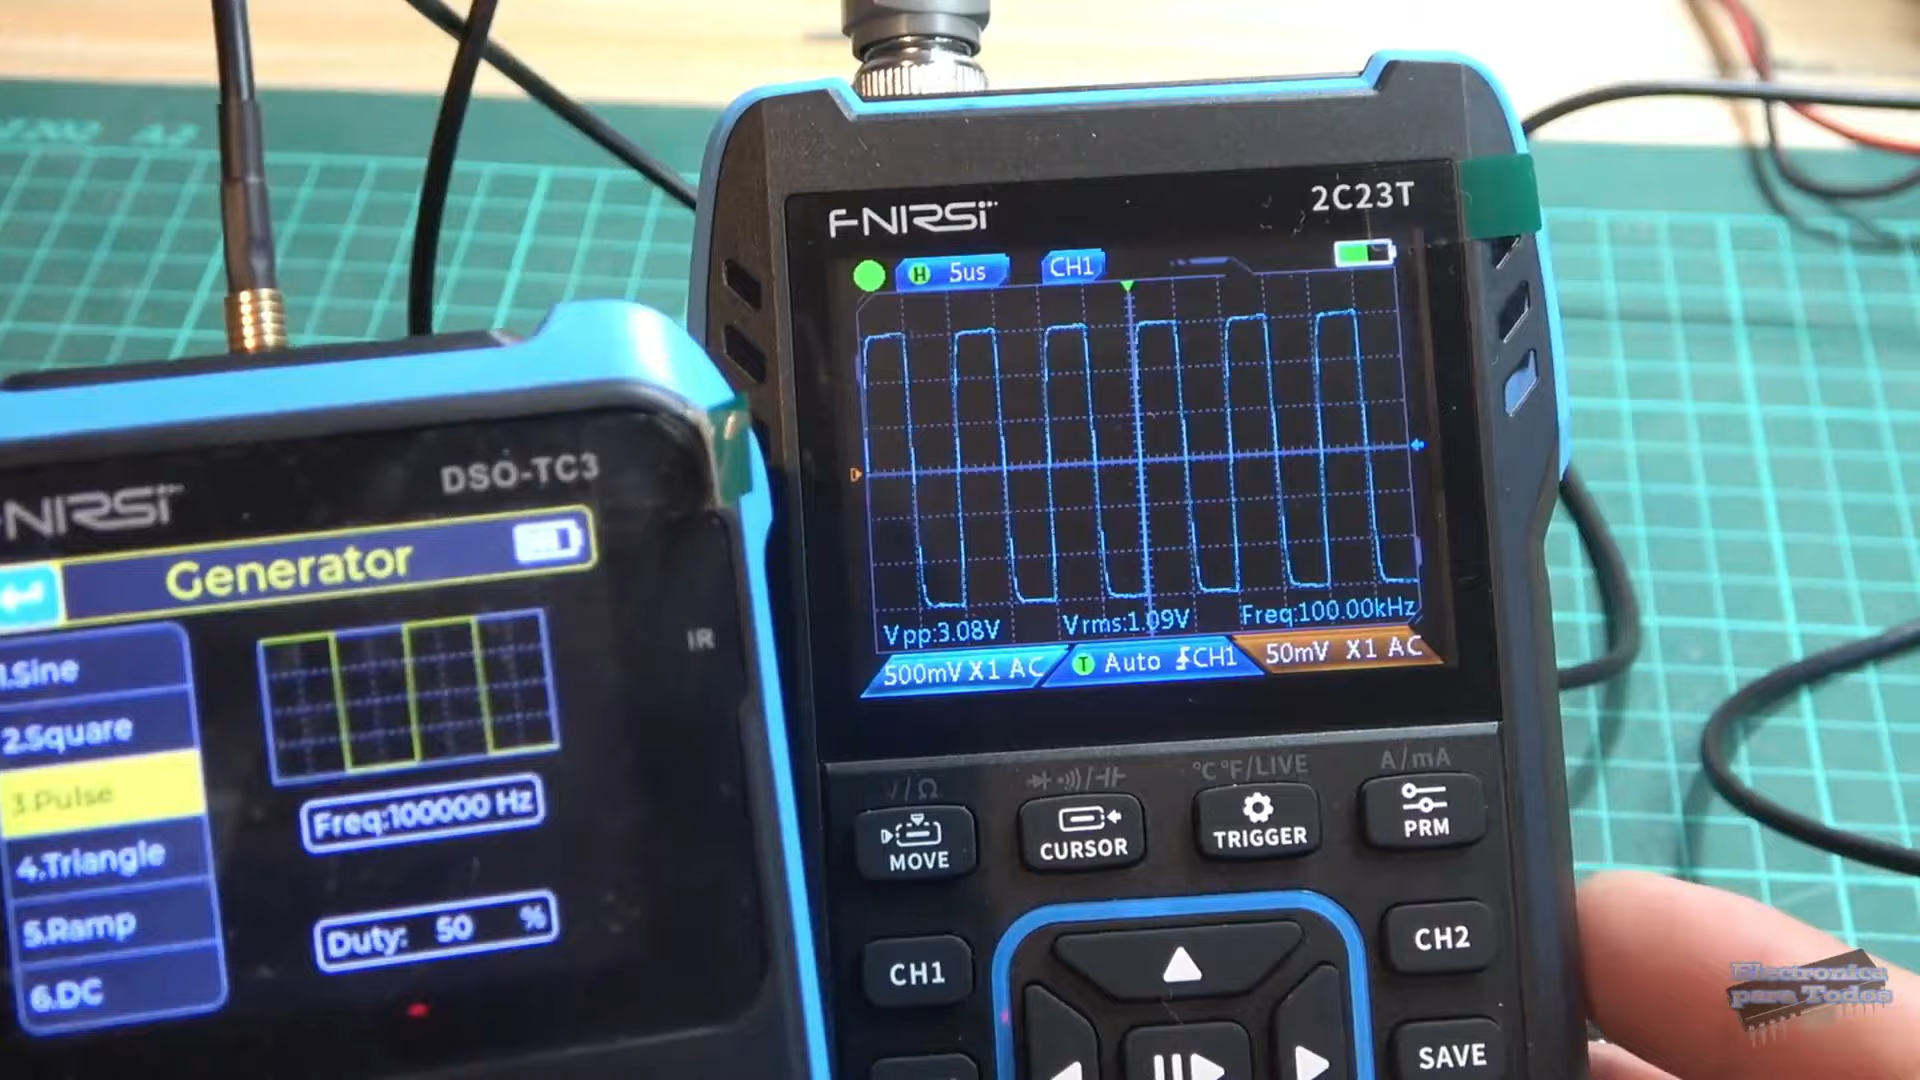 FNIRSI
2C23T
H 5us
CH1
Vpp:3.08V
Vrms:1.09V
Freq:100.00kHz
500mV X1 AC
T Auto CH1
50mV X1 AC
V/Ω
°C°F/LIVE
A/mA
MOVE
CURSOR
TRIGGER
PRM
CH1
CH2
SAVE
NIRSI
DSO-TC3
Generator
IR
1.Sine
2.Square
3.Pulse
4.Triangle
5.Ramp
6.DC
Freq:100000 Hz
Duty: 50 %
Electronica
para Todos